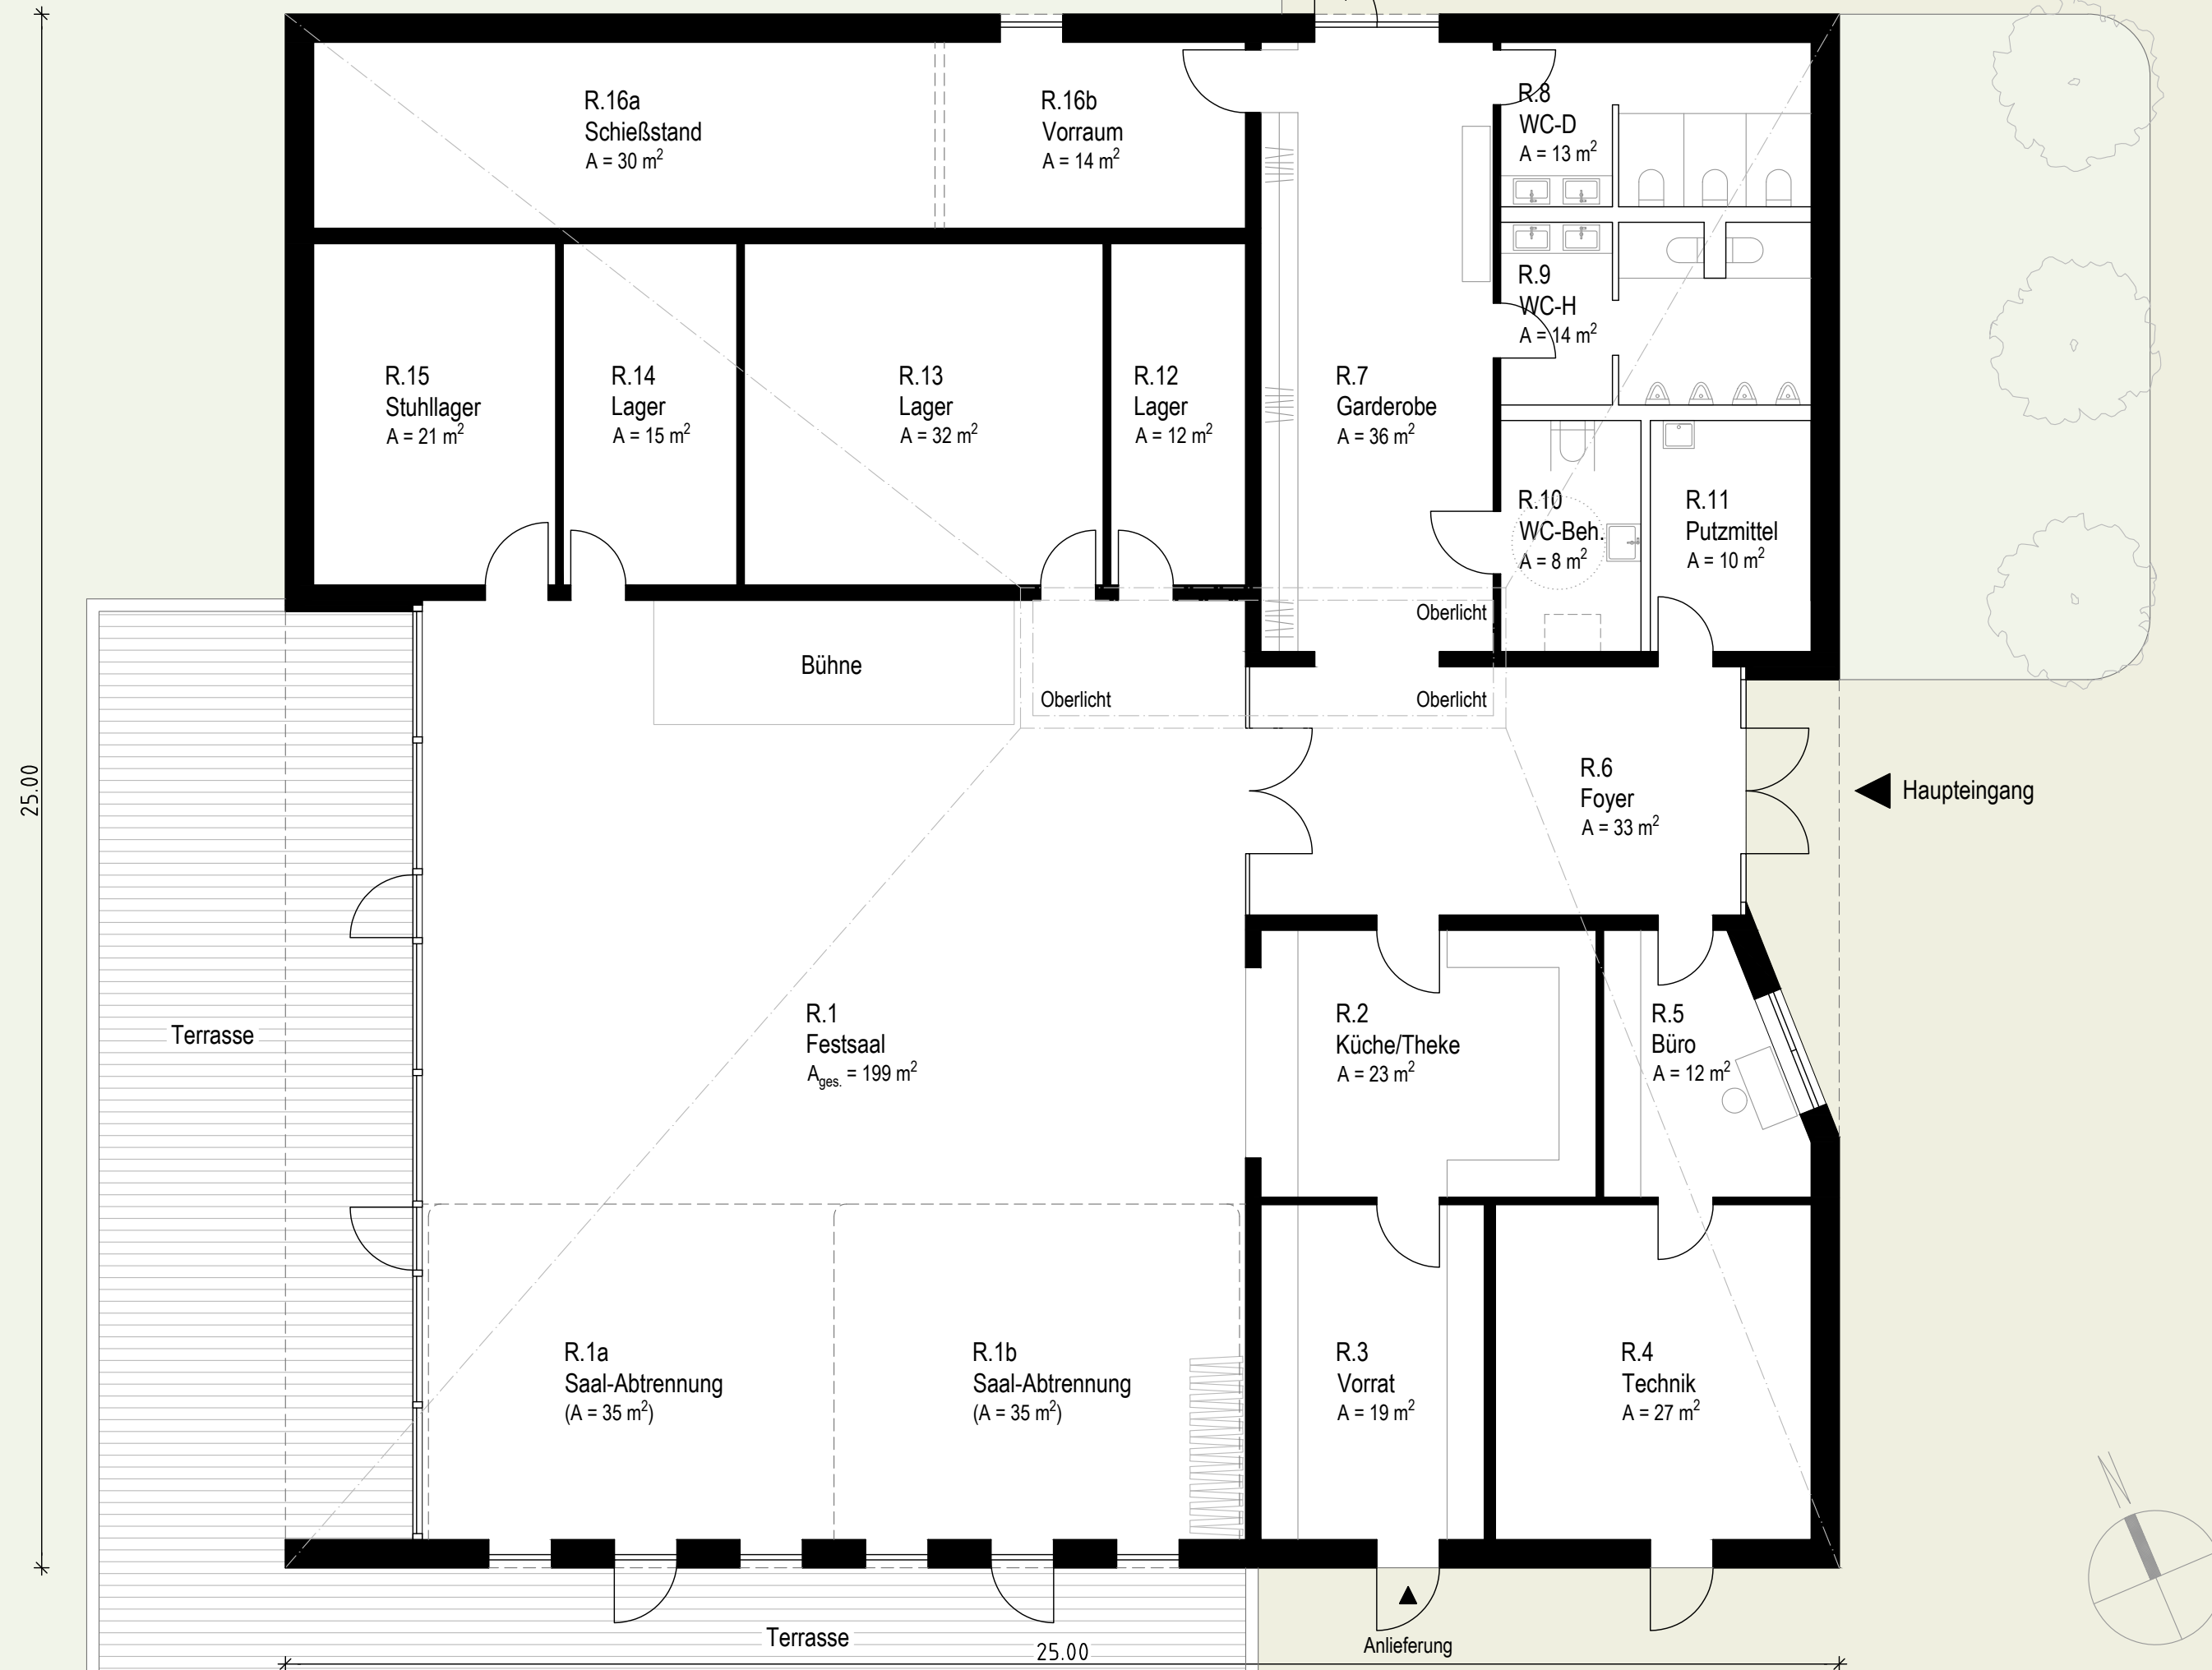 R.16a
Schießstand
A = 30 m²
R.16b
Vorraum
A = 14 m²
R.8
WC-D
A = 13 m²
R.9
WC-H
A = 14 m²
R.15
Stuhllager
A = 21 m²
R.14
Lager
A = 15 m²
R.13
Lager
A = 32 m²
R.12
Lager
A = 12 m²
R.7
Garderobe
A = 36 m²
R.10
WC-Beh.
A = 8 m²
R.11
Putzmittel
A = 10 m²
Oberlicht
Bühne
Oberlicht
Oberlicht
25.00
R.6
Foyer
A = 33 m²
Haupteingang
Terrasse
R.1
Festsaal
Ages. = 199 m²
R.2
Küche/Theke
A = 23 m²
R.5
Büro
A = 12 m²
R.1a
Saal-Abtrennung
(A = 35 m²)
R.1b
Saal-Abtrennung
(A = 35 m²)
R.3
Vorrat
A = 19 m²
R.4
Technik
A = 27 m²
Terrasse
25.00
Anlieferung